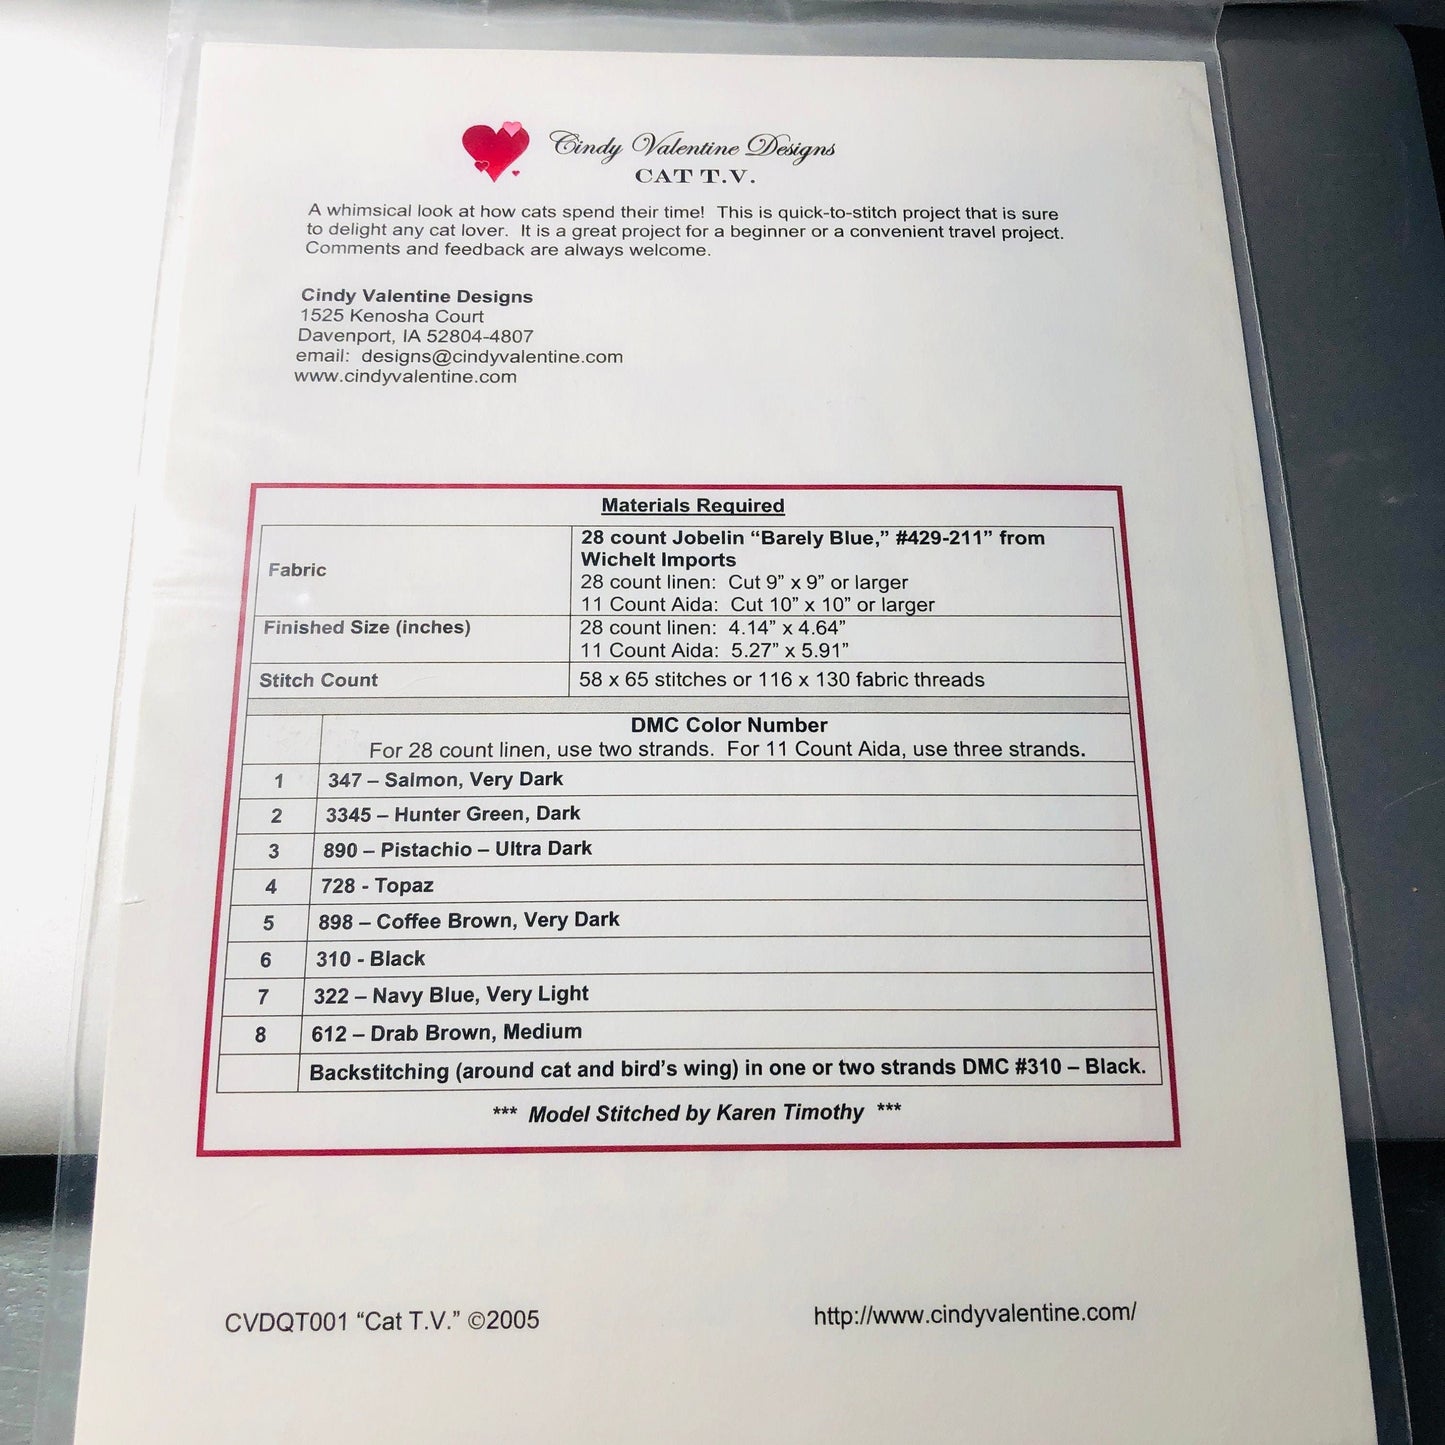 Cindy Valentine Designs
CAT T.V.
A whimsical look at how cats spend their time!  This is quick-to-stitch project that is sure
to delight any cat lover.  It is a great project for a beginner or a convenient travel project.
Comments and feedback are always welcome.
Cindy Valentine Designs
1525 Kenosha Court
Davenport, IA 52804-4807
email:  designs@cindyvalentine.com
www.cindyvalentine.com
Materials Required
Fabric
28 count Jobelin “Barely Blue,” #429-211” from
Wichelt Imports
28 count linen:  Cut 9” x 9” or larger
11 Count Aida:  Cut 10” x 10” or larger
Finished Size (inches)
28 count linen:  4.14” x 4.64”
11 Count Aida:  5.27” x 5.91”
Stitch Count
58 x 65 stitches or 116 x 130 fabric threads
DMC Color Number
For 28 count linen, use two strands.  For 11 Count Aida, use three strands.
1 347 – Salmon, Very Dark
2 3345 – Hunter Green, Dark
3 890 – Pistachio – Ultra Dark
4 728 - Topaz
5 898 – Coffee Brown, Very Dark
6 310 - Black
7 322 – Navy Blue, Very Light
8 612 – Drab Brown, Medium
Backstitching (around cat and bird’s wing) in one or two strands DMC #310 – Black.
*** Model Stitched by Karen Timothy ***
CVDQT001 “Cat T.V.” ©2005
http://www.cindyvalentine.com/